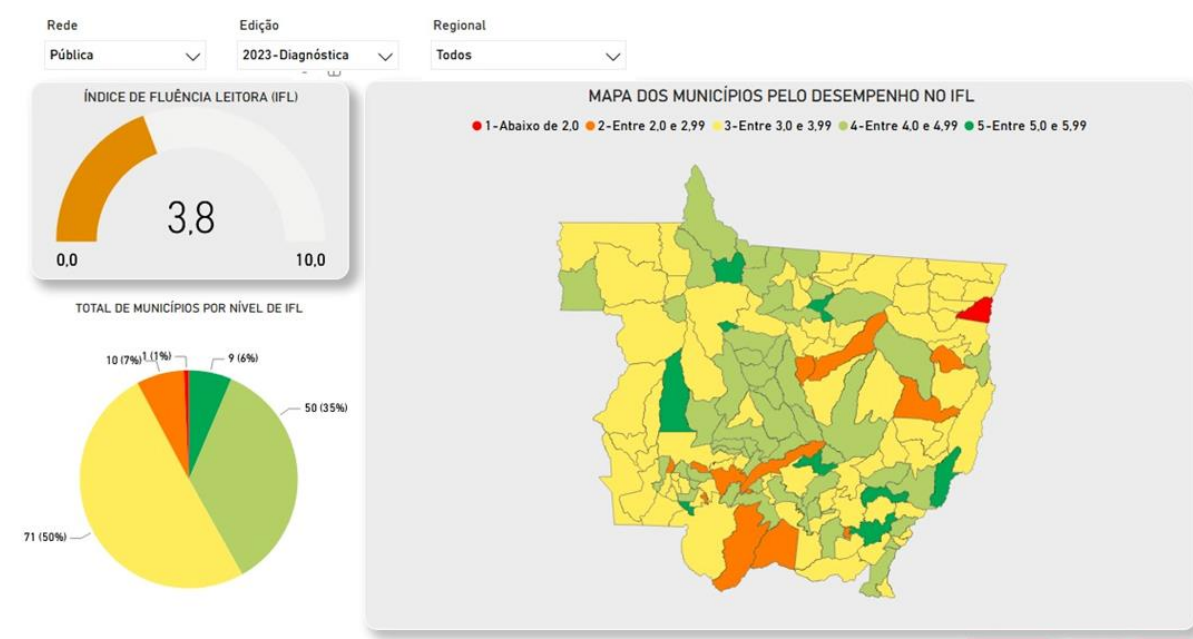 Rede Edição Regional
Pública 2023-Diagnóstica Todos
ÍNDICE DE FLUÊNCIA LEITORA (IFL)
3,8
0,0 10,0
TOTAL DE MUNICÍPIOS POR NÍVEL DE IFL
10 (7%) 1 (1%) 9 (6%)
50 (35%)
71 (50%)
MAPA DOS MUNICÍPIOS PELO DESEMPENHO NO IFL
1-Abaixo de 2,0 2-Entre 2,0 e 2,99 3-Entre 3,0 e 3,99 4-Entre 4,0 e 4,99 5-Entre 5,0 e 5,99